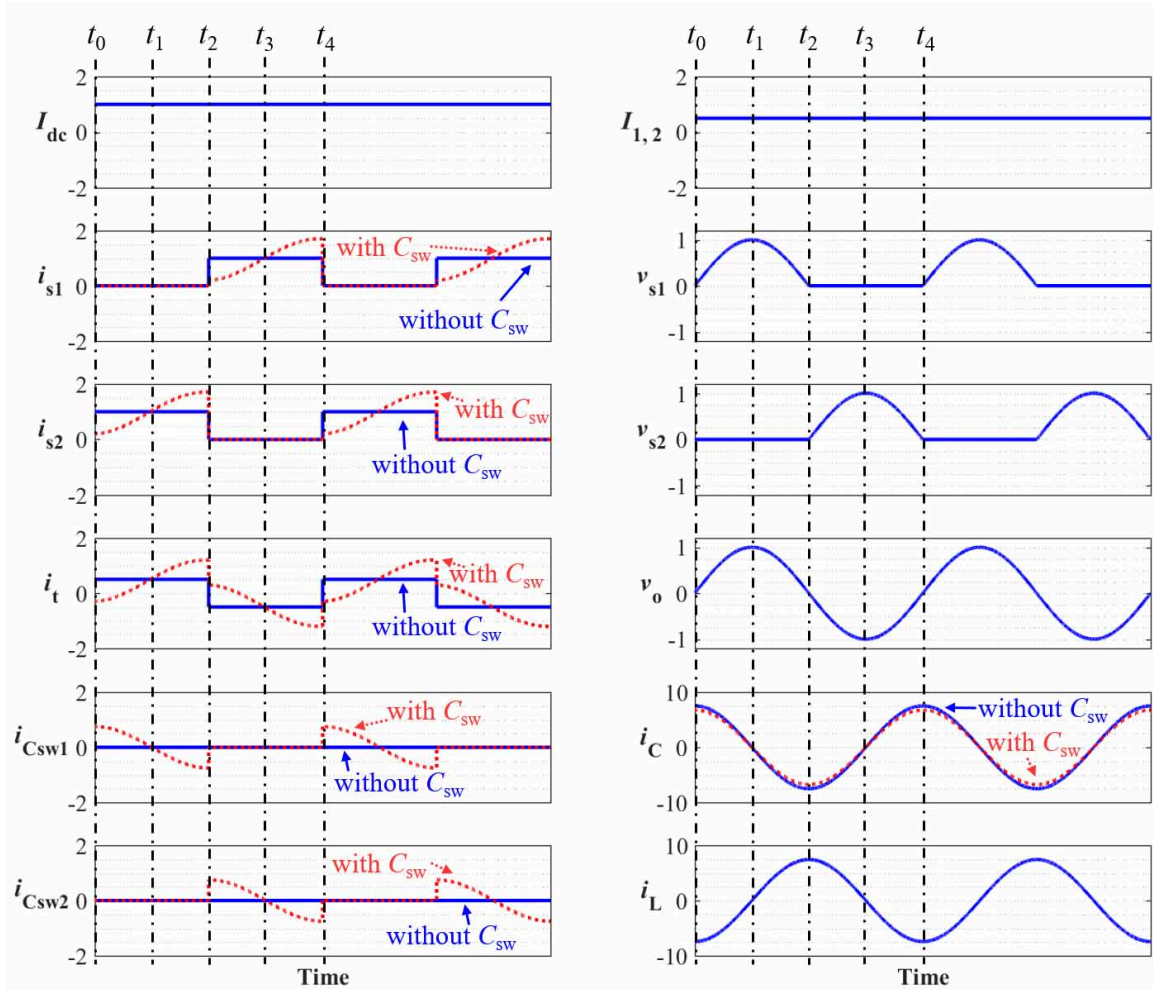 t0 t1 t2 t3 t4
2
Idc 0
-2
2
with Csw
is1 0
without Csw
-2
2
with Csw
is2 0
without Csw
-2
2
with Csw
it 0
without Csw
-2
2
with Csw
iCsw1 0
without Csw
-2
2
with Csw
iCsw2 0
without Csw
-2
Time
t0 t1 t2 t3 t4
2
I1, 2 0
-2
1
vs1 0
-1
1
vs2 0
-1
1
vo 0
-1
10
without Csw
iC 0
with Csw
-10
10
iL 0
-10
Time